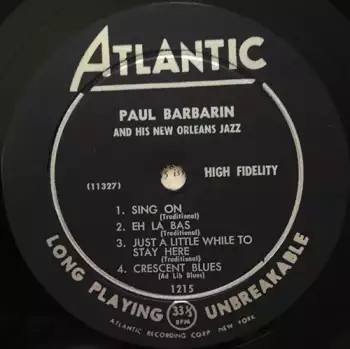 ATLANTIC
PAUL BARBARIN
AND HIS NEW ORLEANS JAZZ
(11327)
HIGH FIDELITY
1. SING ON
(Traditional)
2. EH LA BAS
(Traditional)
3. JUST A LITTLE WHILE TO
STAY HERE
(Traditional)
4. CRESCENT BLUES
(Ad Lib Blues)
1215
LONG PLAYING 33⅓ RPM UNBREAKABLE
ATLANTIC RECORDING CORP. NEW YORK